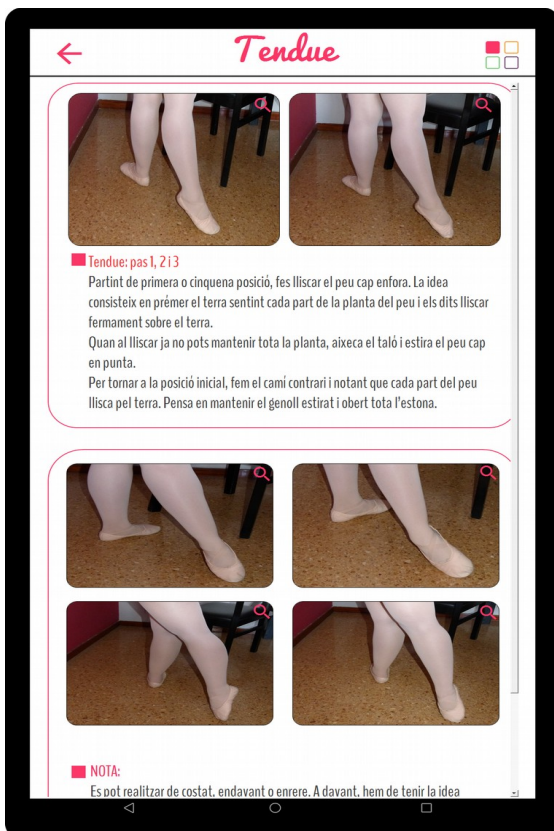 Tendue
Tendue: pas 1, 2 i 3
Partint de primera o cinquena posició, fes lliscar el peu cap enfora. La idea
consisteix en prémer el terra sentint cada part de la planta del peu i els dits lliscar
fermament sobre el terra.
Quan al lliscar ja no pots mantenir tota la planta, aixeca el taló i estira el peu cap
en punta.
Per tornar a la posició inicial, fem el camí contrari i notant que cada part del peu
llisca pel terra. Pensa en mantenir el genoll estirat i obert tota l'estona.
NOTA:
Es pot realitzar de costat, endavant o enrere. A davant, hem de tenir la idea